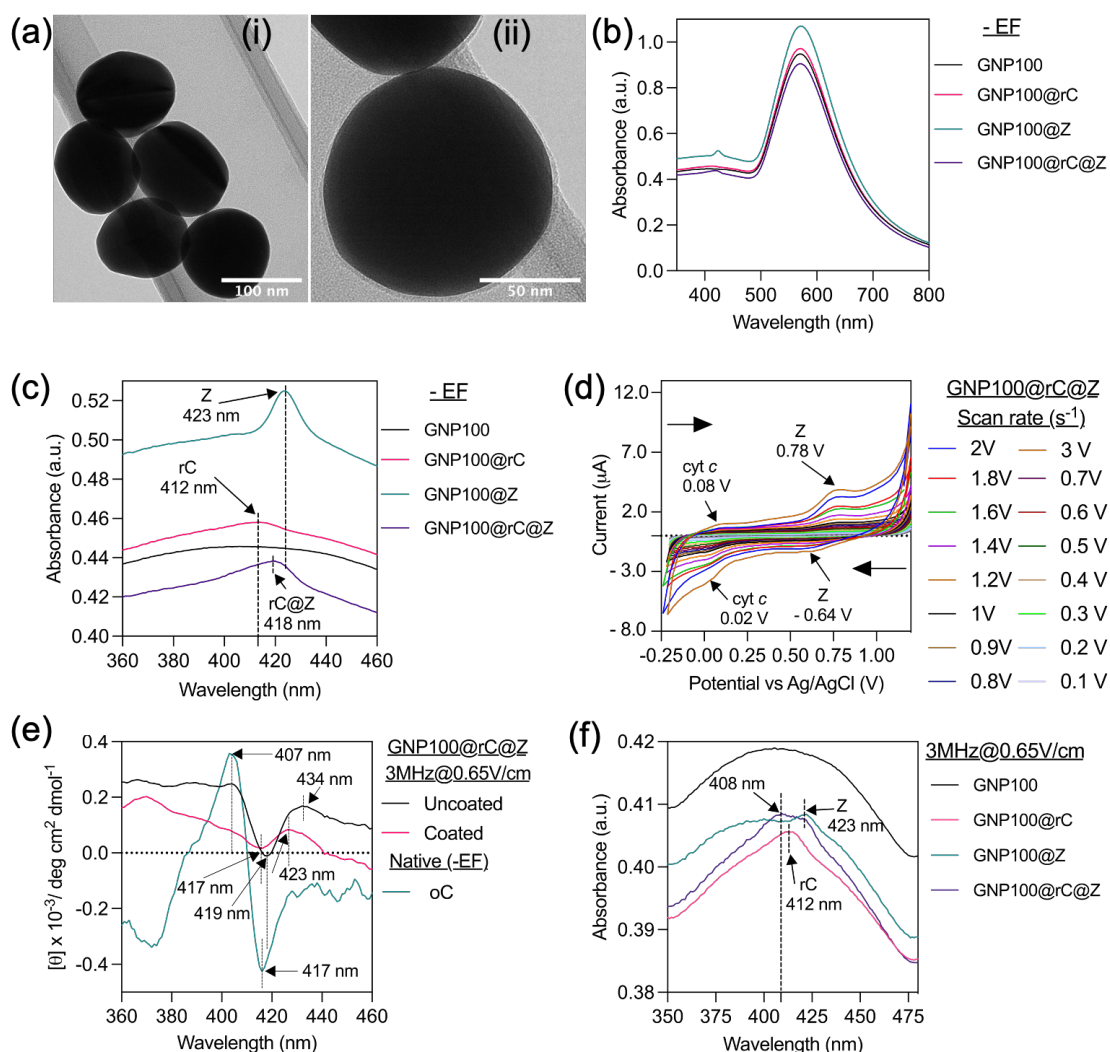 (a)
(i)
(ii)
100 nm
50 nm
(b)
Absorbance (a.u.)
1.0
0.8
0.6
0.4
0.2
0.0
400 500 600 700 800
Wavelength (nm)
- EF
GNP100
GNP100@rC
GNP100@Z
GNP100@rC@Z
(c)
Absorbance (a.u.)
0.52
0.50
0.48
0.46
0.44
0.42
0.40
360 380 400 420 440 460
Wavelength (nm)
Z
423 nm
rC
412 nm
rC@Z
418 nm
- EF
GNP100
GNP100@rC
GNP100@Z
GNP100@rC@Z
(d)
Current (µA)
12.0
7.0
2.0
- 3.0
- 8.0
-0.25 0.00 0.25 0.50 0.75 1.00
Potential vs Ag/AgCl (V)
cyt c
0.08 V
Z
0.78 V
cyt c
0.02 V
Z
- 0.64 V
GNP100@rC@Z
Scan rate (s-1)
2V 3 V
1.8V 0.7V
1.6V 0.6 V
1.4V 0.5 V
1.2V 0.4 V
1V 0.3 V
0.9V 0.2 V
0.8V 0.1 V
(e)
[θ] x 10-3/ deg cm2 dmol-1
0.4
0.2
0.0
-0.2
-0.4
360 380 400 420 440 460
Wavelength (nm)
407 nm
434 nm
417 nm
419 nm
423 nm
417 nm
GNP100@rC@Z
3MHz@0.65V/cm
Uncoated
Coated
Native (-EF)
oC
(f)
Absorbance (a.u.)
0.42
0.41
0.40
0.39
0.38
350 375 400 425 450 475
Wavelength (nm)
408 nm
Z
423 nm
rC
412 nm
3MHz@0.65V/cm
GNP100
GNP100@rC
GNP100@Z
GNP100@rC@Z